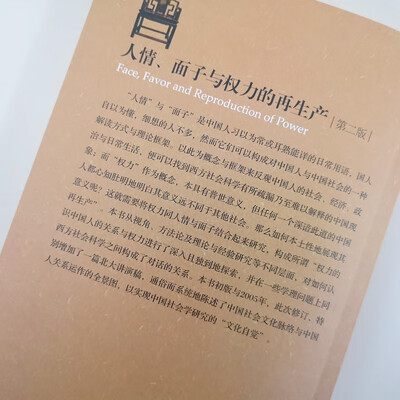 人情、面子与权力的再生产 | 第二版
Face, Favor and Reproduction of Power
“人情”与“面子”是中国人习以为常或耳熟能详的日常用语,国人
自以为懂,细想的人不多,然而它们可以构成对中国人与中国社会的一种
解读方式与理论框架。以此为概念与框架来反观中国人的社会、经济、政
治与日常生活,便可以找到西方社会科学有所疏漏乃至难以解释的中国现
象;而“权力”作为概念,本具有普世意义,但任何一个深谙此道的中国
人都心知肚明地明白其意义远不同于其他社会。那么如何本土性地展现其
意义呢?这就需要将权力同人情与面子结合起来研究,构成所谓“权力的
再生产”。本书从视角、方法论及理论与经验研究等不同层面,对如何认
识中国人的关系与权力进行了深入且独到地探索,并在一些学理问题上同
西方社会科学之间构成了对话的关系。本书初版与2005年,此次修订,特
别增加了一篇北大讲演稿,通俗而系统地陈述了中国社会文化脉络与中国
人关系运作的全景图,以实现中国社会学研究的“文化自觉”。